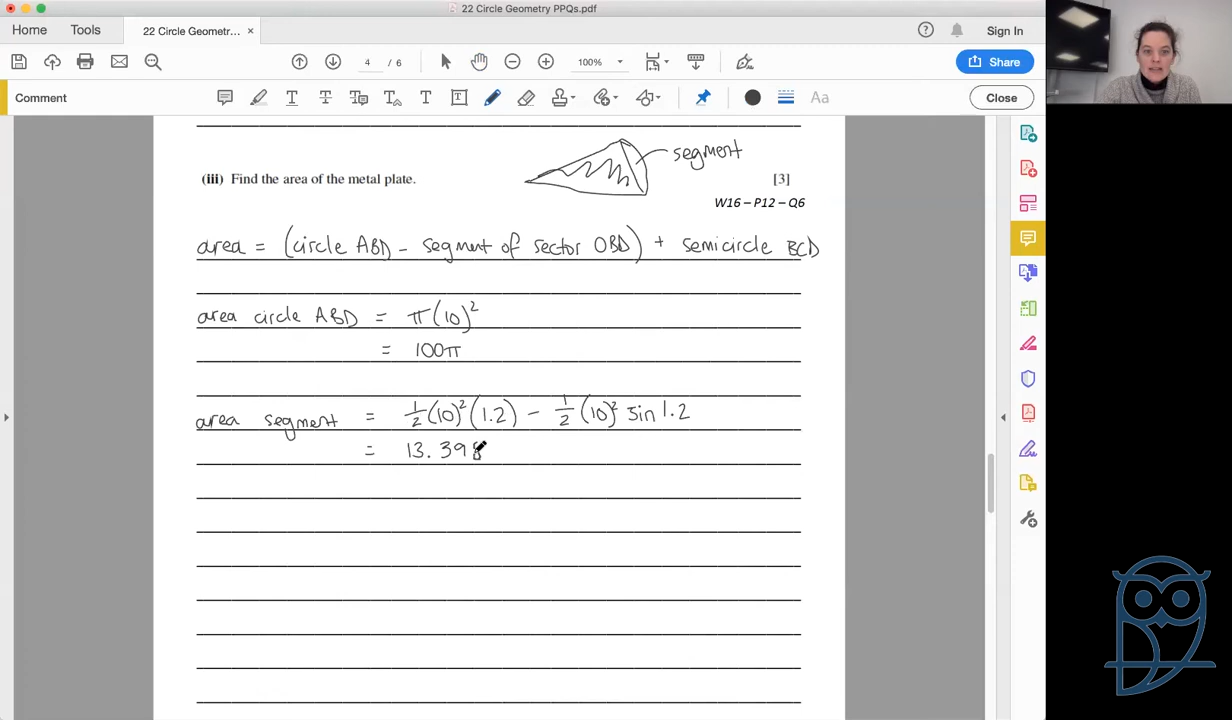 22 Circle Geometry PPQs.pdf
Home Tools 22 Circle Geometr... × Sign In
4 / 6 100% Share
Comment Aa Close
segment
(iii) Find the area of the metal plate. [3]
W16 – P12 – Q6
area = (circle ABD - segment of sector OBD) + semicircle BCD
area circle ABD = π(10)²
= 100π
area segment = 1/2 (10)² (1.2) - 1/2 (10)² sin 1.2
= 13.398